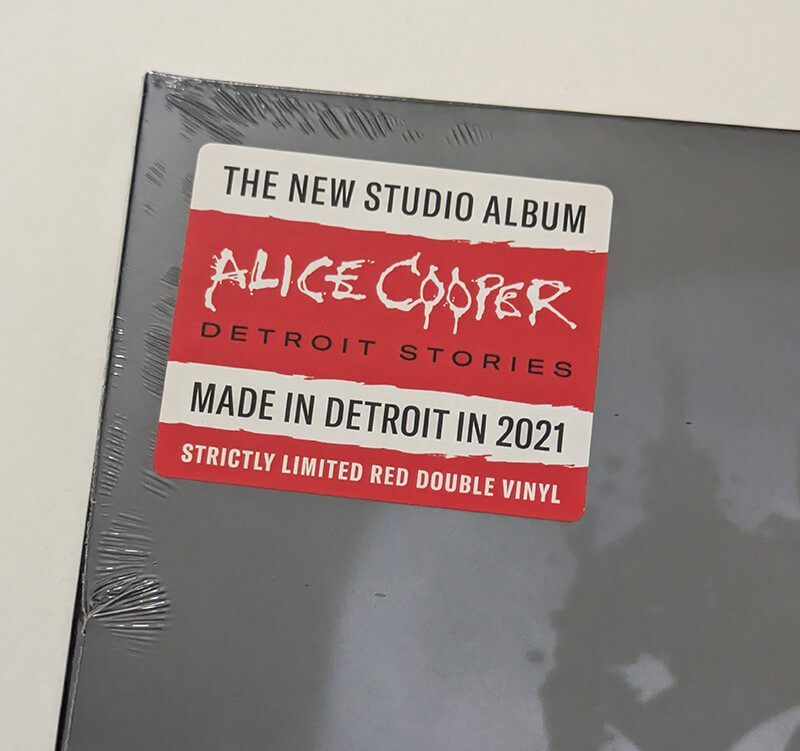 THE NEW STUDIO ALBUM
ALICE COOPER
DETROIT STORIES
MADE IN DETROIT IN 2021
STRICTLY LIMITED RED DOUBLE VINYL